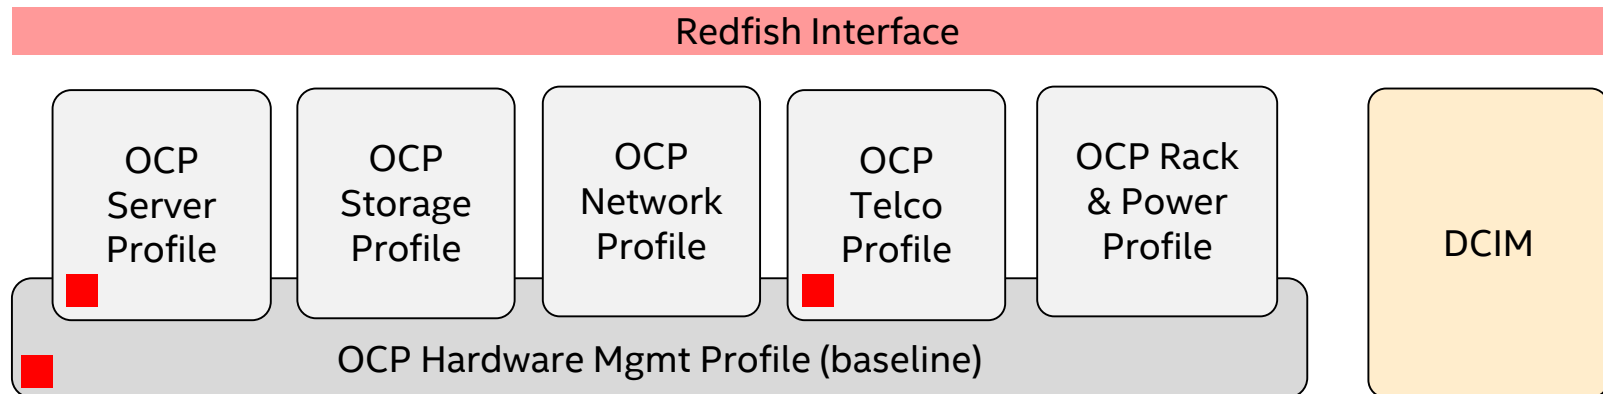 Redfish Interface
OCP
Server
Profile
OCP
Storage
Profile
OCP
Network
Profile
OCP
Telco
Profile
OCP Rack
& Power
Profile
DCIM
OCP Hardware Mgmt Profile (baseline)